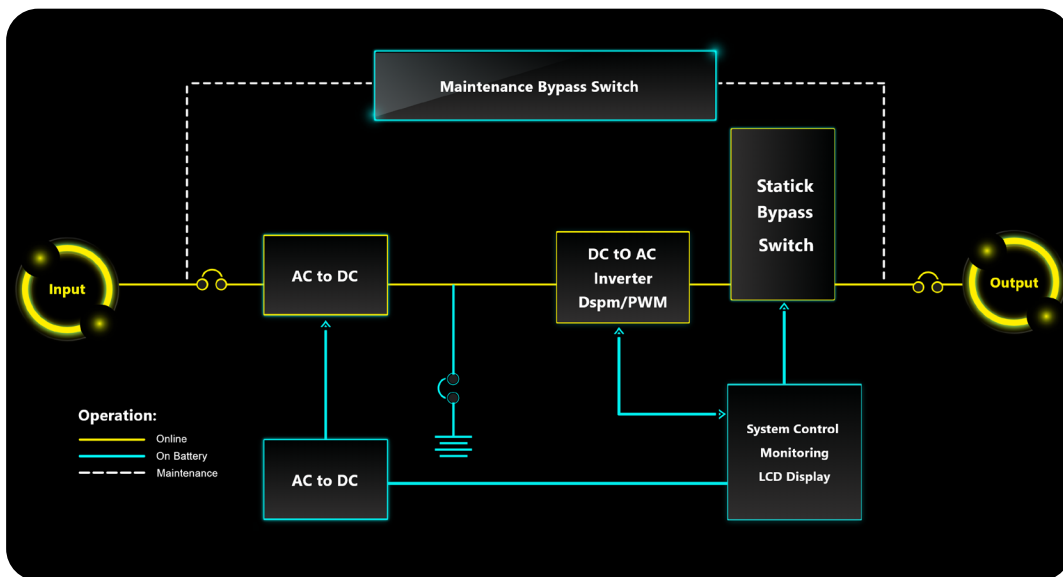 Maintenance Bypass Switch
Statick
Bypass
Switch
Input
AC to DC
DC tO AC
Inverter
Dspm/PWM
Output
Operation:
Online
On Battery
Maintenance
AC to DC
System Control
Monitoring
LCD Display